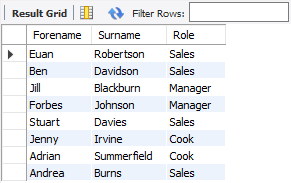 Result Grid Filter Rows:
Forename Surname Role
Euan Robertson Sales
Ben Davidson Sales
Jill Blackburn Manager
Forbes Johnson Manager
Stuart Davies Sales
Jenny Irvine Cook
Adrian Summerfield Cook
Andrea Burns Sales